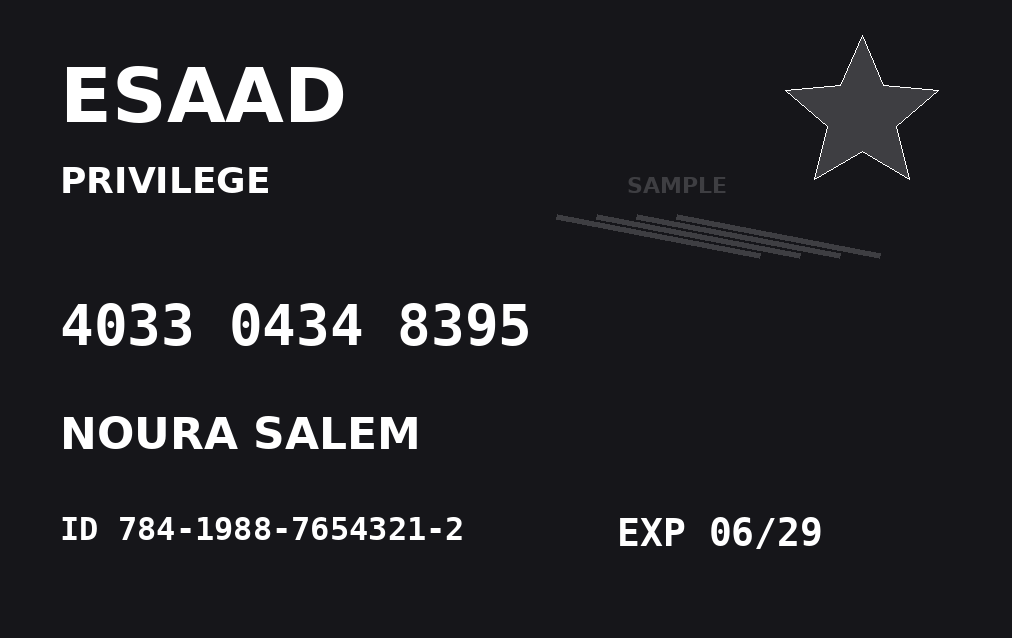 ESAAD
PRIVILEGE
SAMPLE
4033 0434 8395
NOURA SALEM
ID 784-1988-7654321-2
EXP 06/29